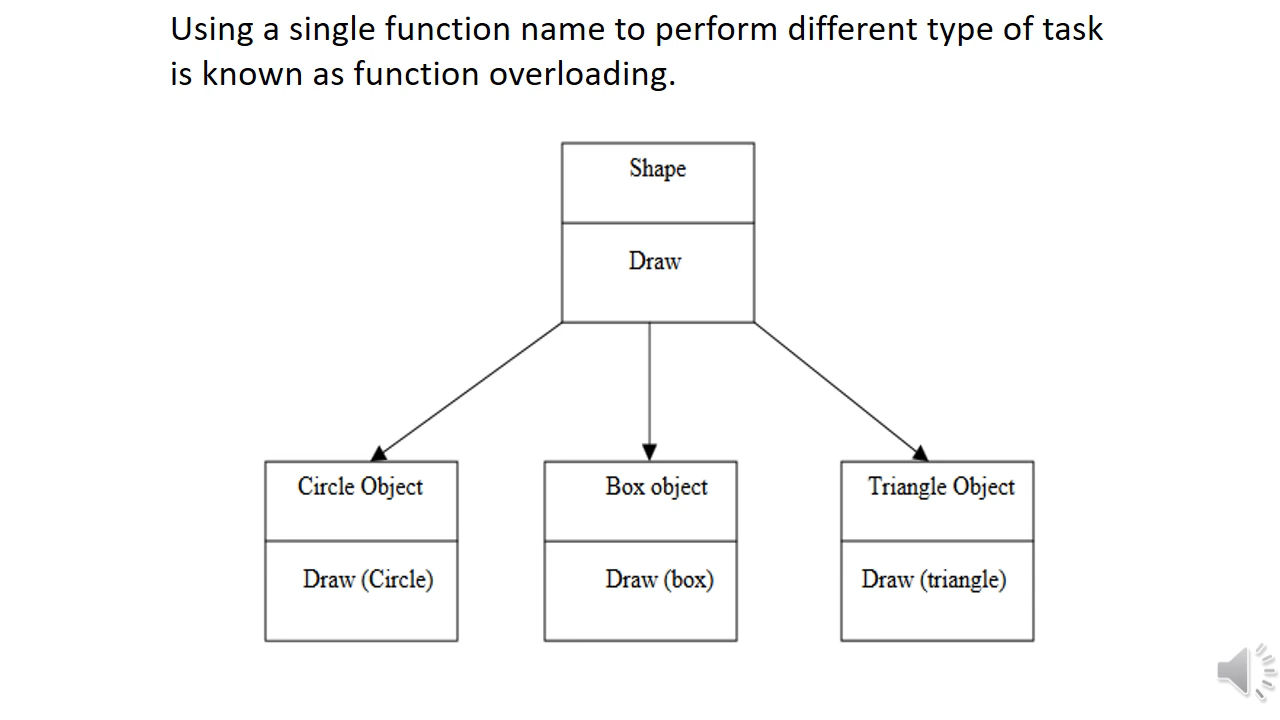 Using a single function name to perform different type of task
is known as function overloading.
Shape
Draw
Circle Object
Draw (Circle)
Box object
Draw (box)
Triangle Object
Draw (triangle)